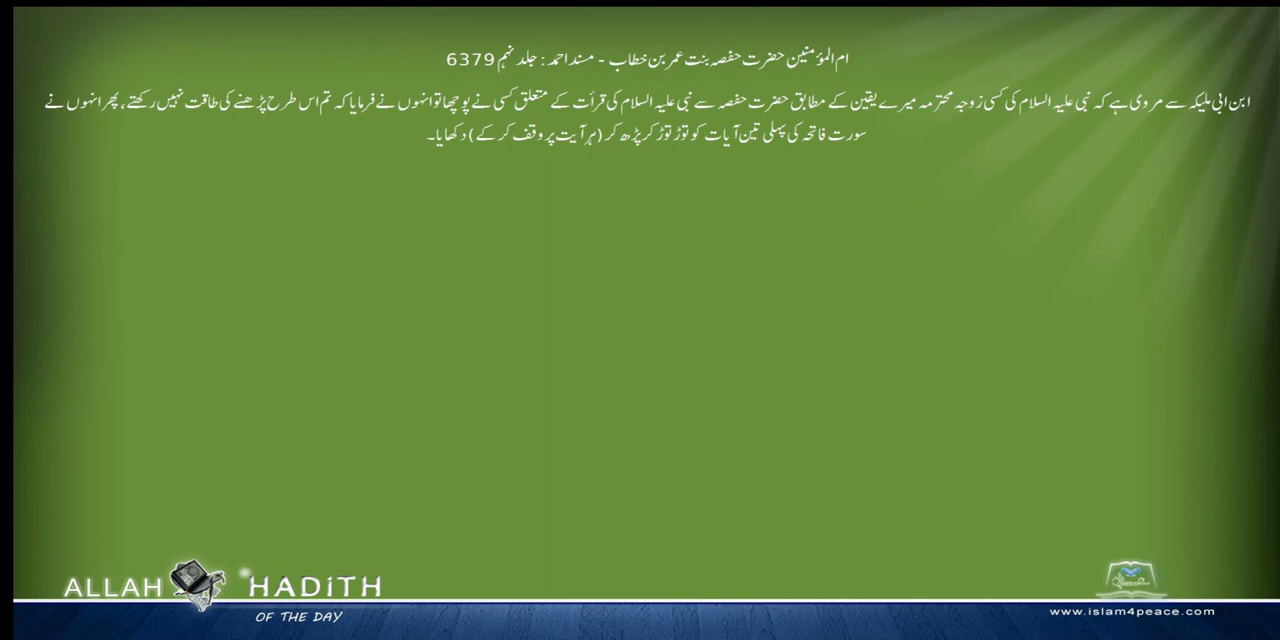 ام المؤمنین حضرت حفصہ بنت عمر بن خطاب - مسند احمد : جلد نہم 6379
ابن ابی ملیکہ سے مروی ہے کہ نبی علیہ السلام کی کسی زوجہ محترمہ میرے یقین کے مطابق حضرت حفصہ سے نبی علیہ السلام کی قرأت کے متعلق کسی نے پوچھا تو انہوں نے فرمایا کہ تم اس طرح پڑھنے کی طاقت نہیں رکھتے، پھر انہوں نے
سورت فاتحہ کی پہلی تین آیات کو توڑ توڑ کر پڑھ کر (ہر آیت پر وقف کر کے) دکھایا۔
ALLAH HADITH
OF THE DAY
www.islam4peace.com